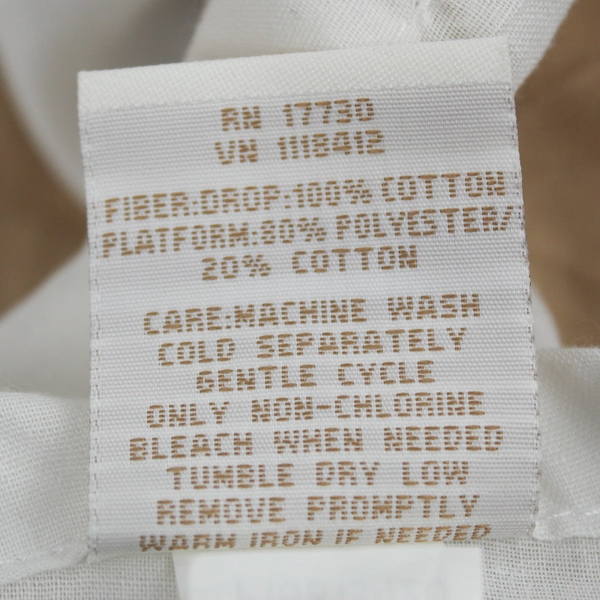 RN 17730
VN 1118412
FIBER:DROP:100% COTTON
PLATFORM:80% POLYESTER/
20% COTTON
CARE:MACHINE WASH
COLD SEPARATELY
GENTLE CYCLE
ONLY NON-CHLORINE
BLEACH WHEN NEEDED
TUMBLE DRY LOW
REMOVE PROMPTLY
WARM IRON IF NEEDED